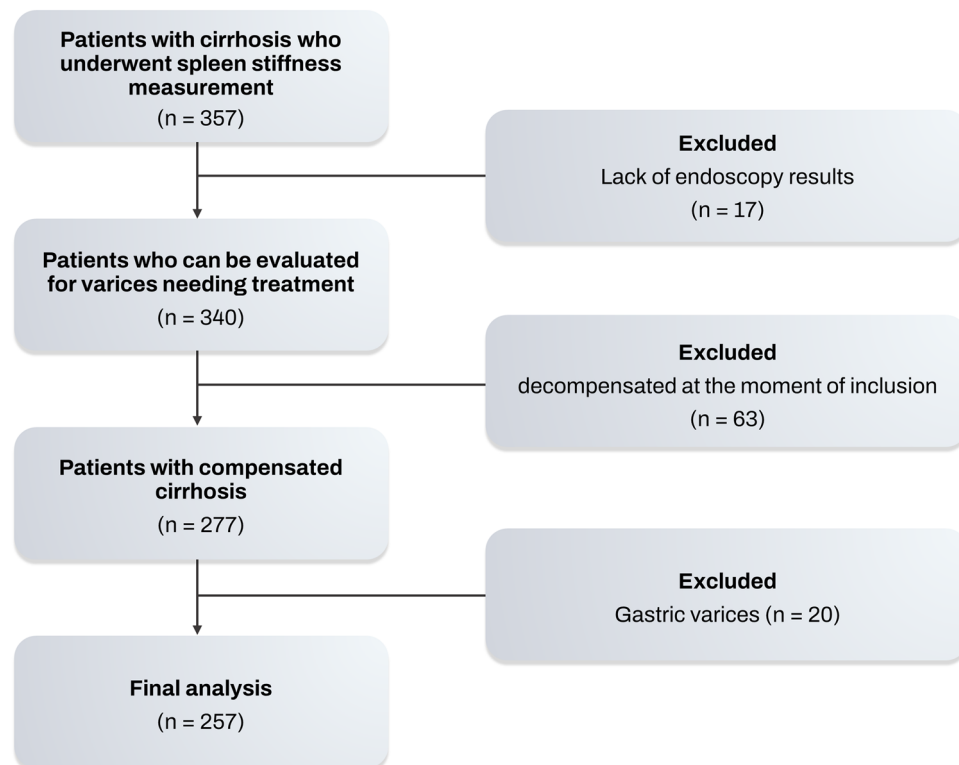 Patients with cirrhosis who
underwent spleen stiffness
measurement
(n = 357)
Excluded
Lack of endoscopy results
(n = 17)
Patients who can be evaluated
for varices needing treatment
(n = 340)
Excluded
decompensated at the moment of inclusion
(n = 63)
Patients with compensated
cirrhosis
(n = 277)
Excluded
Gastric varices (n = 20)
Final analysis
(n = 257)